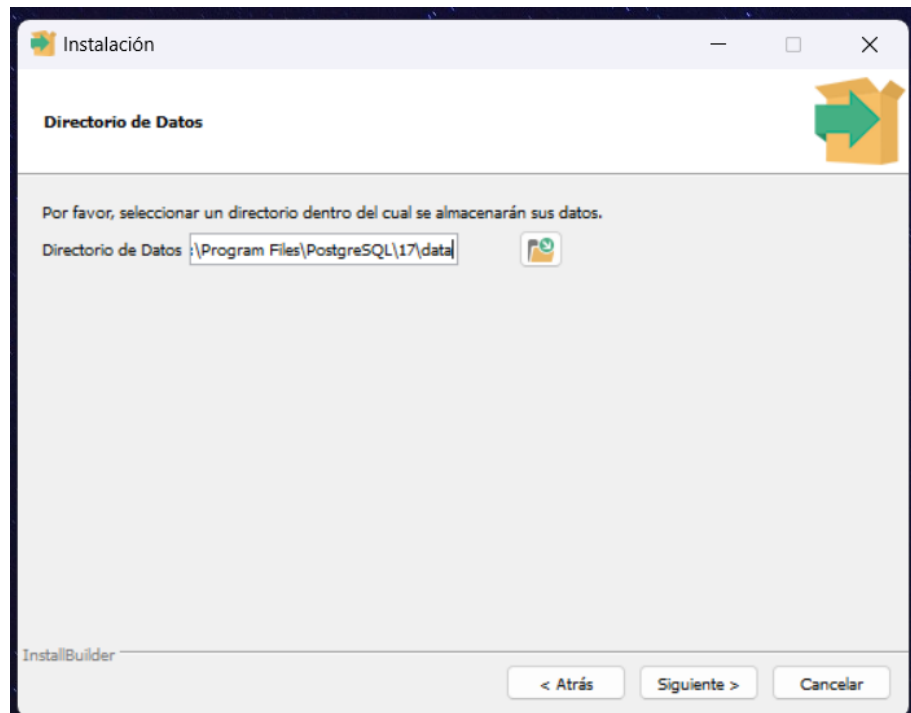 Instalación
Directorio de Datos
Por favor, seleccionar un directorio dentro del cual se almacenarán sus datos.
Directorio de Datos :\Program Files\PostgreSQL\17\data
InstallBuilder
< Atrás Siguiente > Cancelar